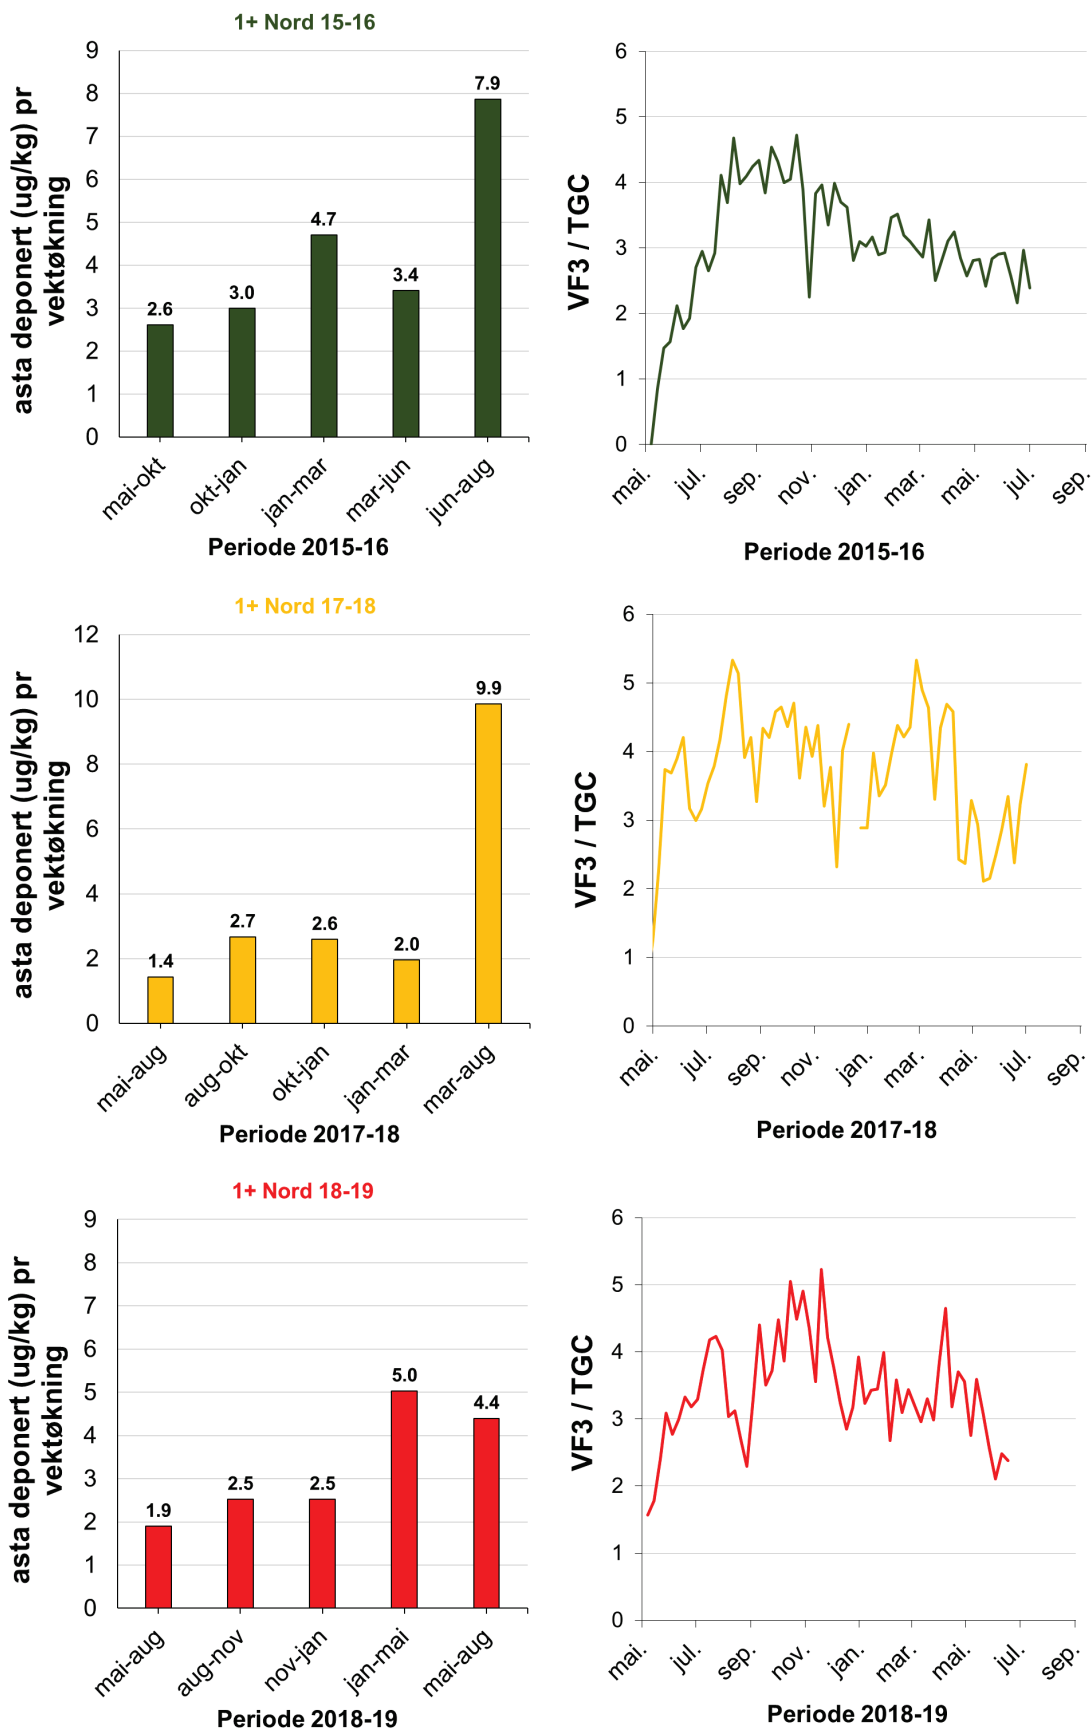 1+ Nord 15-16
asta deponert (ug/kg) pr
vektøkning
9
8
7
6
5
4
3
2
1
0
2.6
3.0
4.7
3.4
7.9
mai-okt
okt-jan
jan-mar
mar-jun
jun-aug
Periode 2015-16
VF3 / TGC
6
5
4
3
2
1
0
mai.
jul.
sep.
nov.
jan.
mar.
mai.
jul.
sep.
Periode 2015-16
1+ Nord 17-18
asta deponert (ug/kg) pr
vektøkning
12
10
8
6
4
2
0
1.4
2.7
2.6
2.0
9.9
mai-aug
aug-okt
okt-jan
jan-mar
mar-aug
Periode 2017-18
VF3 / TGC
6
5
4
3
2
1
0
mai.
jul.
sep.
nov.
jan.
mar.
mai.
jul.
sep.
Periode 2017-18
1+ Nord 18-19
asta deponert (ug/kg) pr
vektøkning
9
8
7
6
5
4
3
2
1
0
1.9
2.5
2.5
5.0
4.4
mai-aug
aug-nov
nov-jan
jan-mai
mai-aug
Periode 2018-19
VF3 / TGC
6
5
4
3
2
1
0
mai.
jul.
sep.
nov.
jan.
mar.
mai.
jul.
sep.
Periode 2018-19